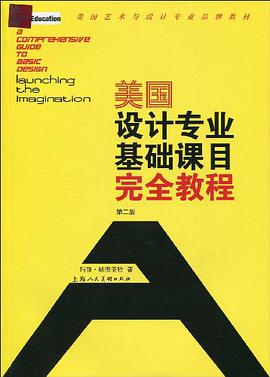 Education
美国艺术与设计专业品牌教材
a
COMPREHENSIVE
GUIDE TO
BASIC
DESIGN
launching
the
imagination
美国
设计专业
基础课目
完全教程
第二版
玛丽·斯图亚特 著
上海人民美术出版社